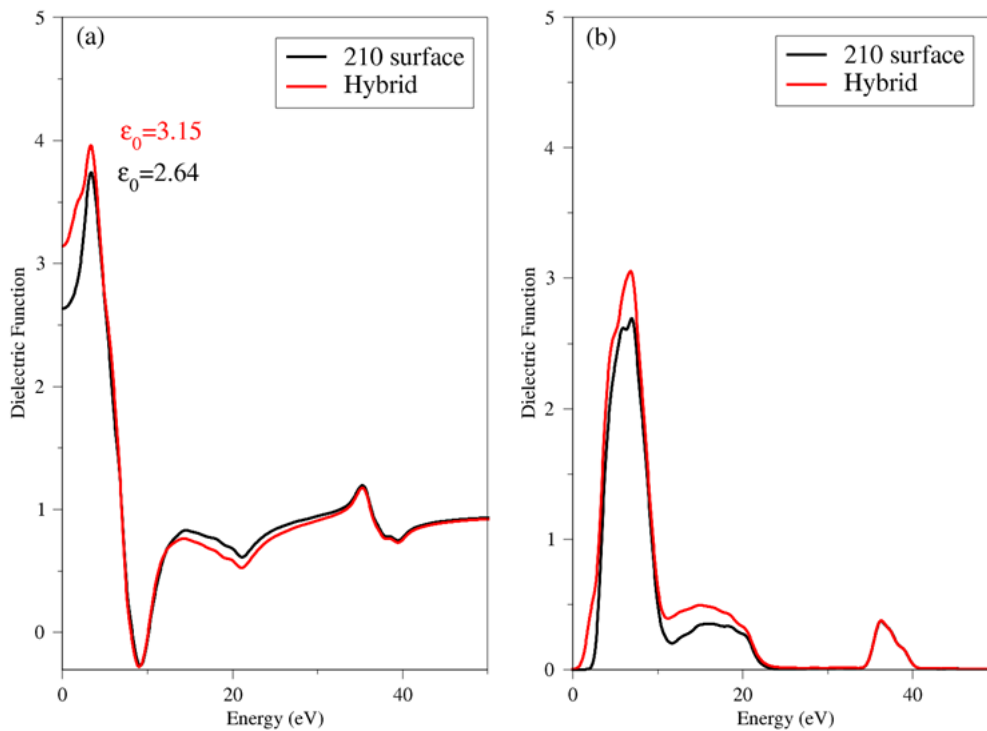 (a)
210 surface
Hybrid
ε0=3.15
ε0=2.64
5
4
3
2
1
0
Dielectric Function
0
20
40
Energy (eV)
(b)
210 surface
Hybrid
5
4
3
2
1
0
Dielectric Function
0
20
40
Energy (eV)